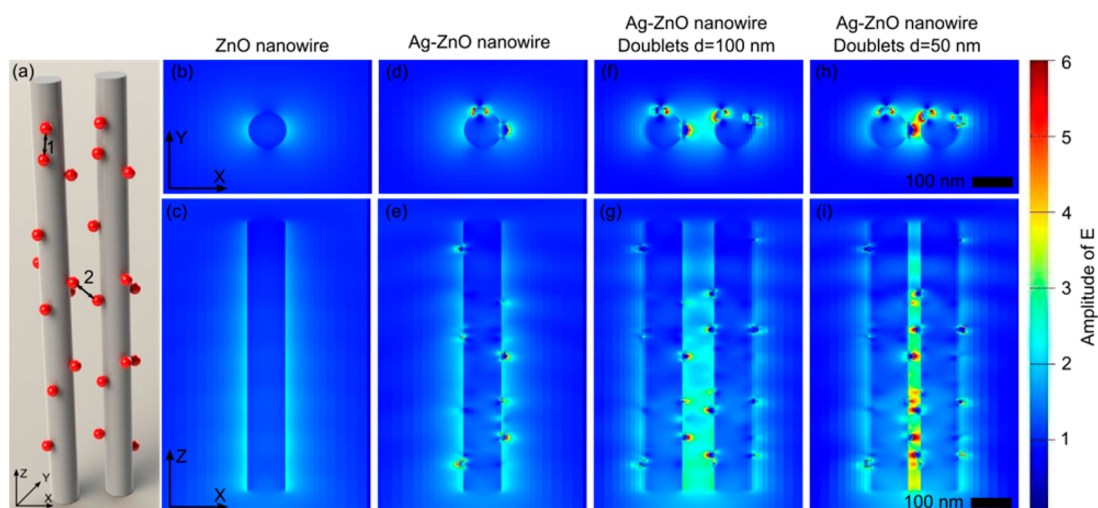 ZnO nanowire
Ag-ZnO nanowire
Ag-ZnO nanowire
Doublets d=100 nm
Ag-ZnO nanowire
Doublets d=50 nm
(a)
1
2
Z
Y
X
(b)
Y
X
(c)
Z
X
(d)
(e)
(f)
(g)
(h)
100 nm
(i)
100 nm
6
5
4
3
2
1
Amplitude of E